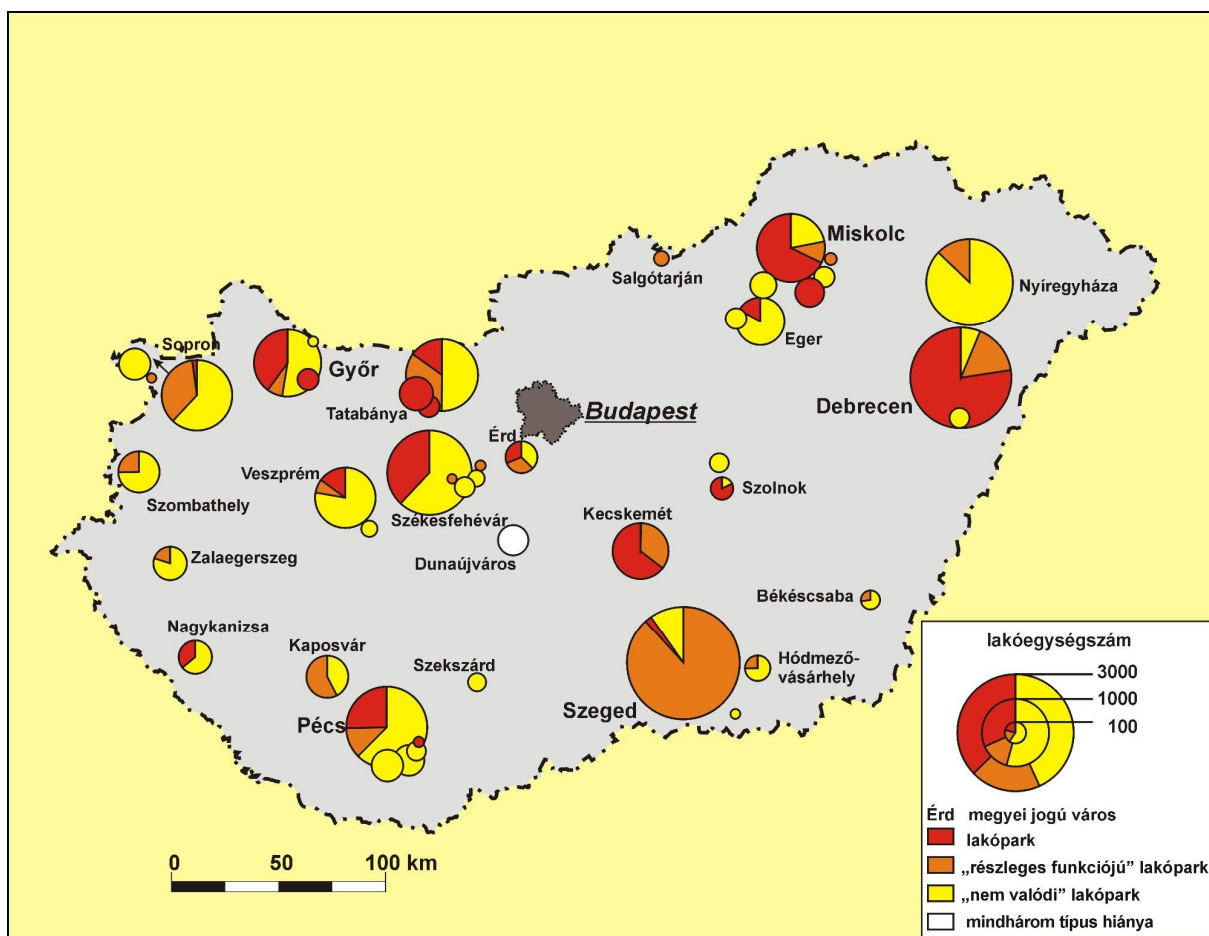 Miskolc
Salgótarján
Nyíregyháza
Eger
Sopron
Győr
Tatabánya
Budapest
Debrecen
Érd
Veszprém
Szombathely
Székesfehévár
Szolnok
Kecskemét
Dunaújváros
Zalaegerszeg
Békéscsaba
Nagykanizsa
Kaposvár
Szekszárd
Hódmező-
vásárhely
Szeged
Pécs
lakóegységszám
3000
1000
100
Érd megyei jogú város
lakópark
„részleges funkciójú” lakópark
„nem valódi” lakópark
mindhárom típus hiánya
0 50 100 km